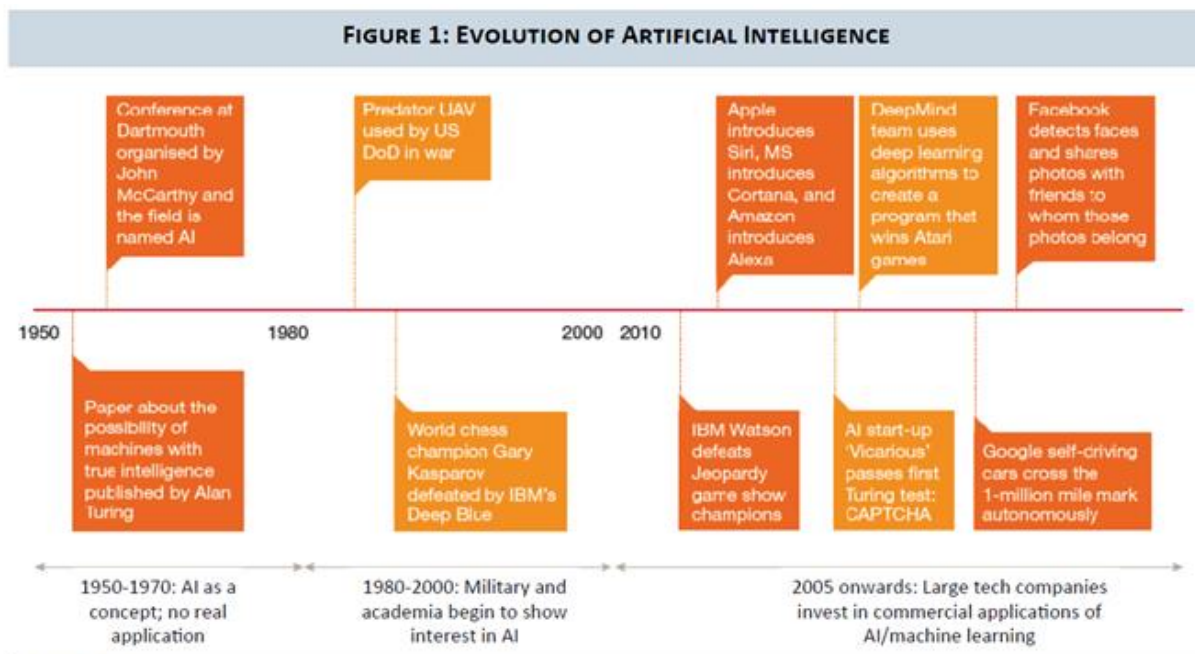 FIGURE 1: EVOLUTION OF ARTIFICIAL INTELLIGENCE
Conference at
Dartmouth
organised by
John
McCarthy and
the field is
named AI
Predator UAV
used by US
DoD in war
Apple
introduces
Siri, MS
introduces
Cortana, and
Amazon
introduces
Alexa
DeepMind
team uses
deep learning
algorithms to
create a
program that
wins Atari
games
Facebook
detects faces
and shares
photos with
friends to
whom those
photos belong
1950
1980
2000
2010
Paper about the
possibility of
machines with
true intelligence
published by Alan
Turing
World chess
champion Gary
Kasparov
defeated by IBM's
Deep Blue
IBM Watson
defeats
Jeopardy
game show
champions
AI start-up
'Vicarious'
passes first
Turing test:
CAPTCHA
Google self-driving
cars cross the
1-million mile mark
autonomously
1950-1970: AI as a
concept; no real
application
1980-2000: Military and
academia begin to show
interest in AI
2005 onwards: Large tech companies
invest in commercial applications of
AI/machine learning